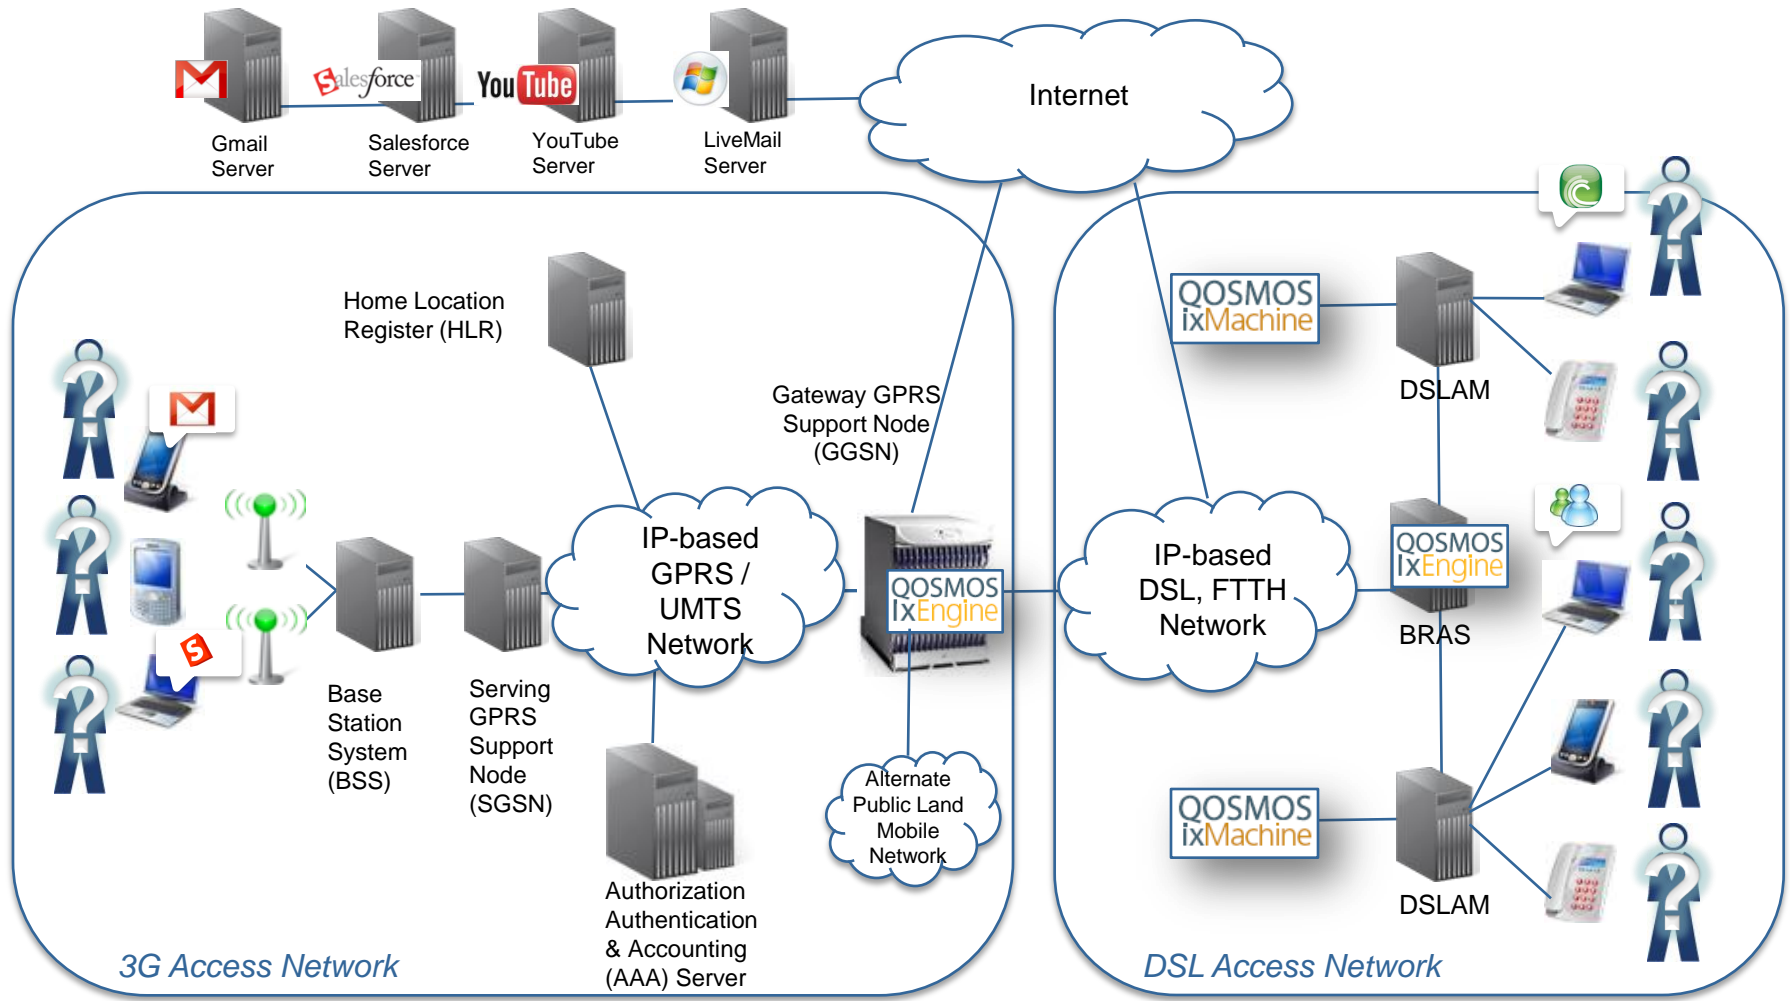 Salesforce
You Tube
Internet
Gmail
Server
Salesforce
Server
YouTube
Server
LiveMail
Server
Home Location
Register (HLR)
Gateway GPRS
Support Node
(GGSN)
QOSMOS
ixMachine
DSLAM
IP-based
GPRS /
UMTS
Network
QOSMOS
IxEngine
IP-based
DSL, FTTH
Network
QOSMOS
IxEngine
BRAS
S
Base
Station
System
(BSS)
Serving
GPRS
Support
Node
(SGSN)
Alternate
Public Land
Mobile
Network
QOSMOS
ixMachine
DSLAM
Authorization
Authentication
& Accounting
(AAA) Server
3G Access Network
DSL Access Network